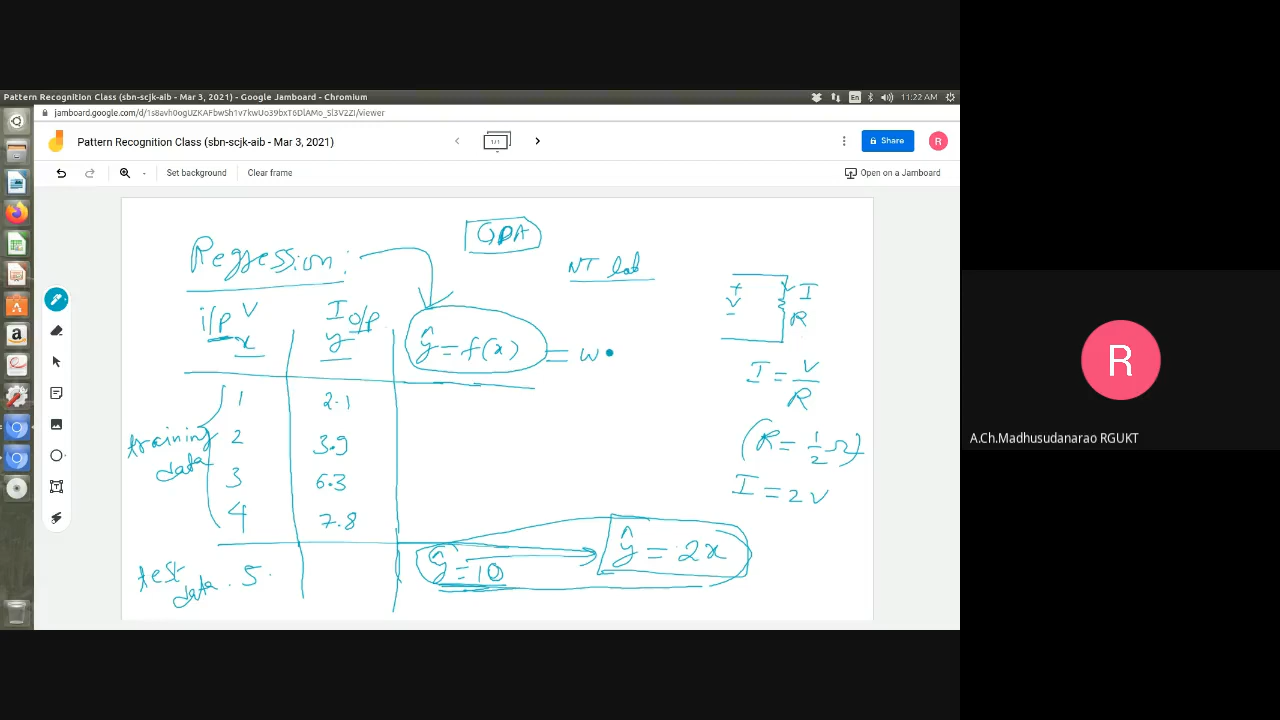 Pattern Recognition Class (sbn-scjk-aib - Mar 3, 2021) - Google Jamboard - Chromium
En
11:22 AM
Pattern Recognition Class (sbn-scjk-aib - Mar 3, 2021)
1/1
Share
R
Set background
Clear frame
Open on a Jamboard
Regression:
NT lab
i/p V
x
I o/p
y
ŷ = f(x) = w
1 2.1
2 3.9
3 6.3
4 7.8
training data
test data. 5.
ŷ = 10
ŷ = 2x
+
V
-
I
R
I = V/R
(R = 1/2 Ω)
I = 2V
R
A.Ch.Madhusudanarao RGUKT